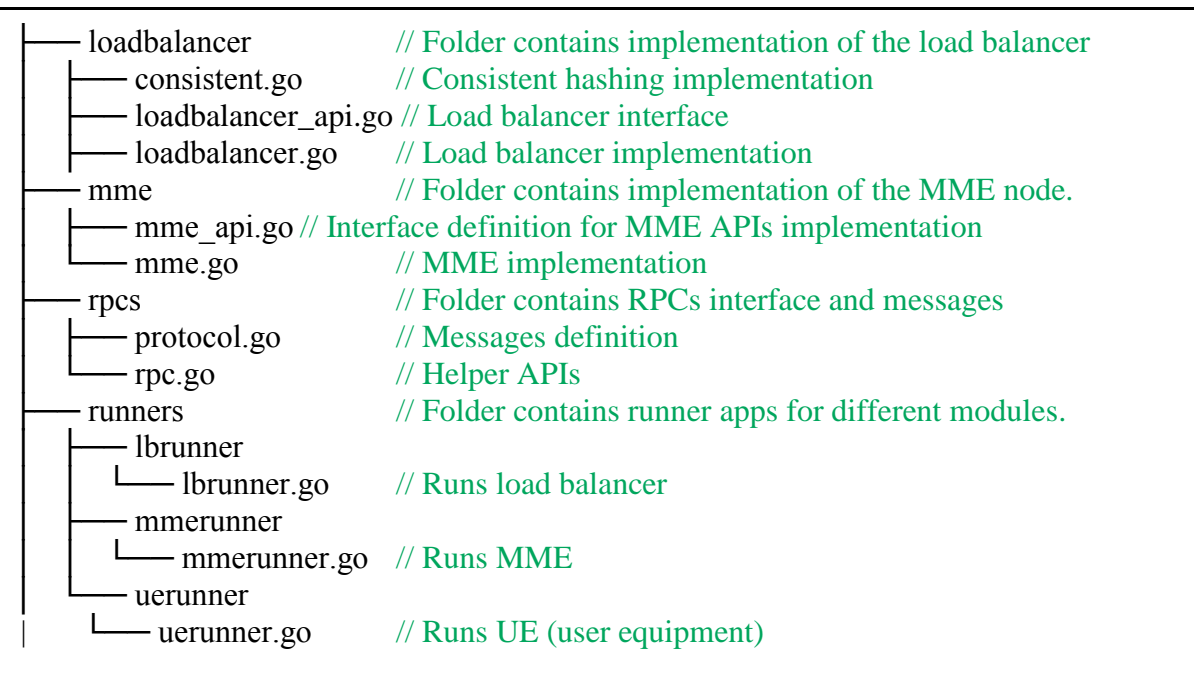 ├── loadbalancer // Folder contains implementation of the load balancer
│ ├── consistent.go // Consistent hashing implementation
│ ├── loadbalancer_api.go // Load balancer interface
│ ├── loadbalancer.go // Load balancer implementation
├── mme // Folder contains implementation of the MME node.
│ ├── mme_api.go // Interface definition for MME APIs implementation
│ └── mme.go // MME implementation
├── rpcs // Folder contains RPCs interface and messages
│ ├── protocol.go // Messages definition
│ └── rpc.go // Helper APIs
├── runners // Folder contains runner apps for different modules.
│ ├── lbrunner
│ │ └── lbrunner.go // Runs load balancer
│ ├── mmerunner
│ │ └── mmerunner.go // Runs MME
│ └── uerunner
| └── uerunner.go // Runs UE (user equipment)